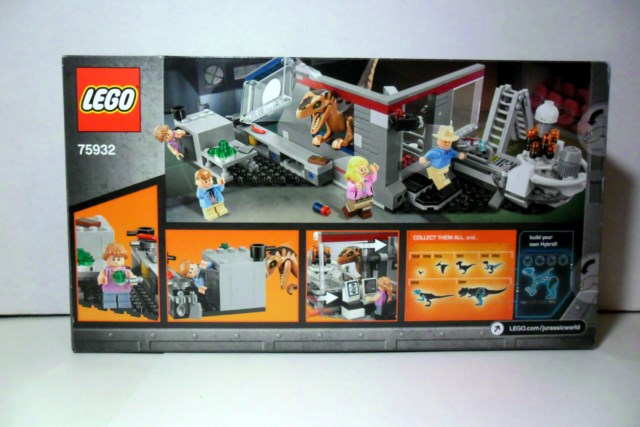 LEGO
75932
COLLECT THEM ALL and...
build your
own Hybrid!
LEGO.com/jurassicworld